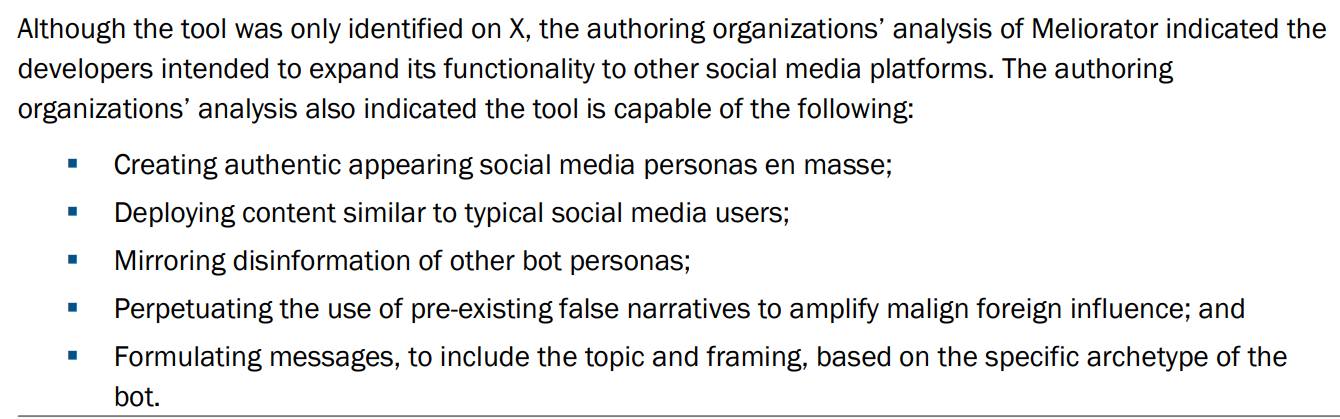 Although the tool was only identified on X, the authoring organizations’ analysis of Meliorator indicated the
developers intended to expand its functionality to other social media platforms. The authoring
organizations’ analysis also indicated the tool is capable of the following:
▪ Creating authentic appearing social media personas en masse;
▪ Deploying content similar to typical social media users;
▪ Mirroring disinformation of other bot personas;
▪ Perpetuating the use of pre-existing false narratives to amplify malign foreign influence; and
▪ Formulating messages, to include the topic and framing, based on the specific archetype of the
bot.